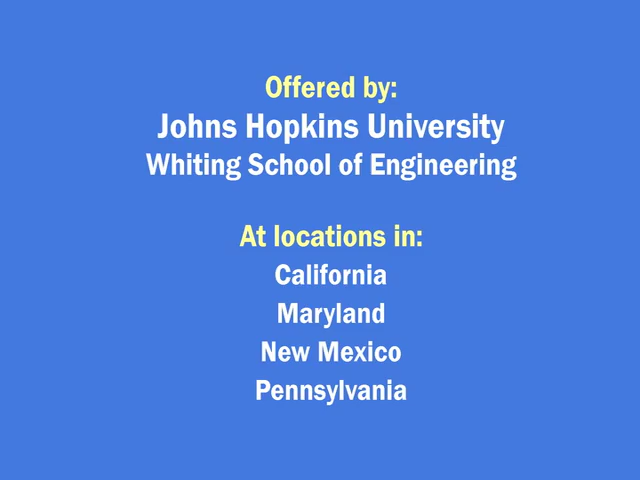 Offered by:
Johns Hopkins University
Whiting School of Engineering
At locations in:
California
Maryland
New Mexico
Pennsylvania